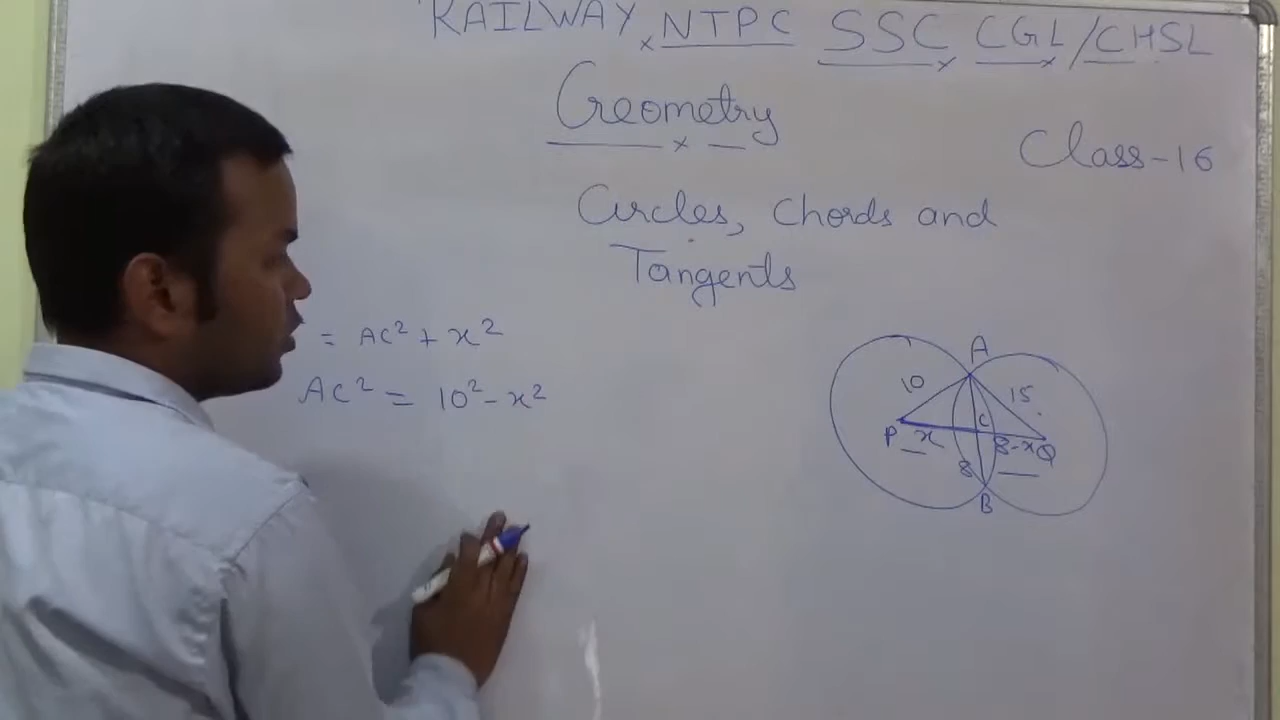 RAILWAY NTPC SSC CGL/CHSL
Geometry
Class-16
Circles, Chords and
Tangents
= AC² + x²
AC² = 10² - x²
A
10 15
C
P x 8-x Q
8
B